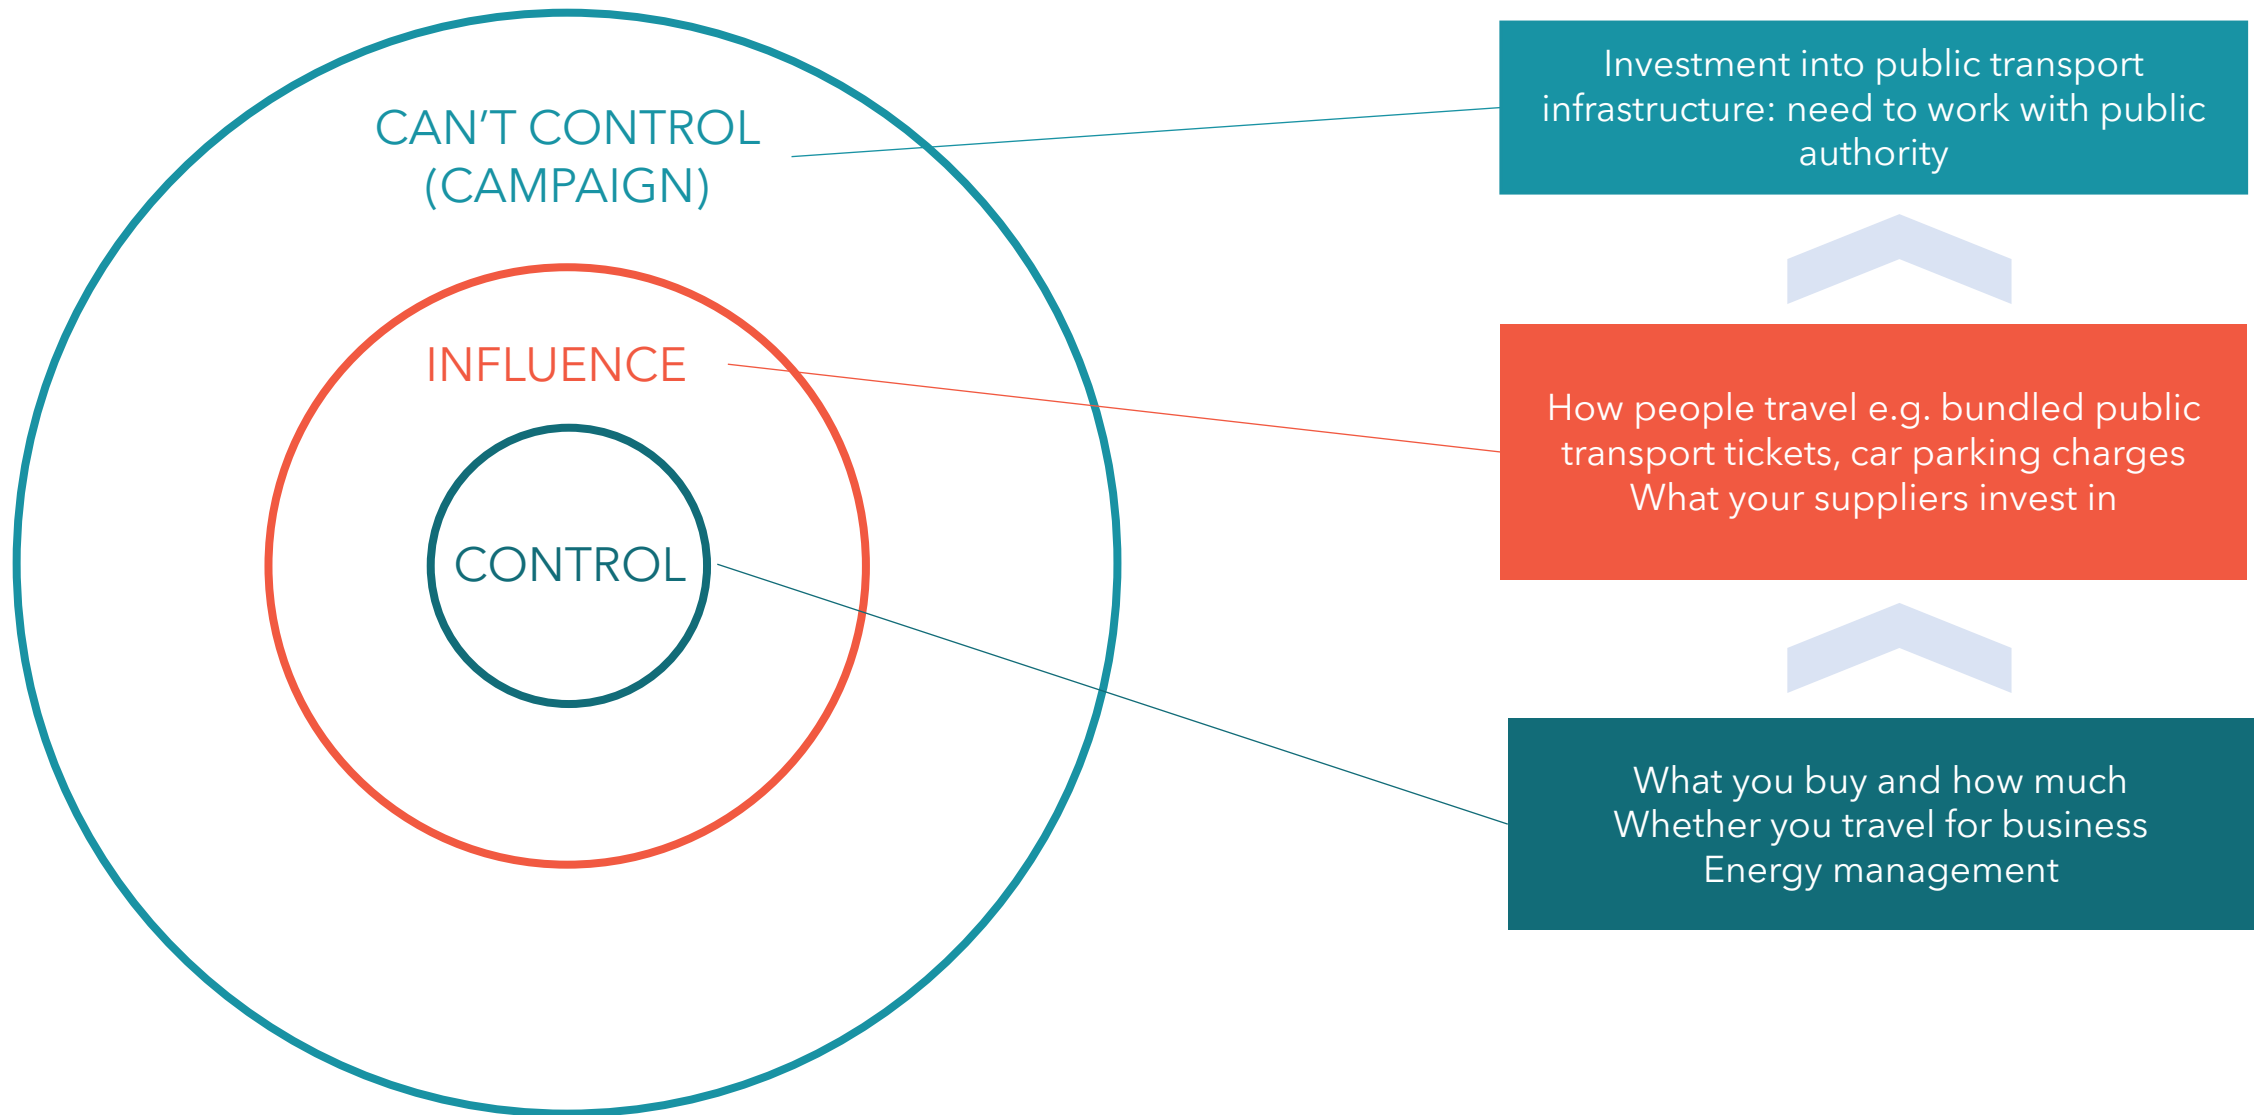 CAN'T CONTROL
(CAMPAIGN)
INFLUENCE
CONTROL
Investment into public transport
infrastructure: need to work with public
authority
How people travel e.g. bundled public
transport tickets, car parking charges
What your suppliers invest in
What you buy and how much
Whether you travel for business
Energy management